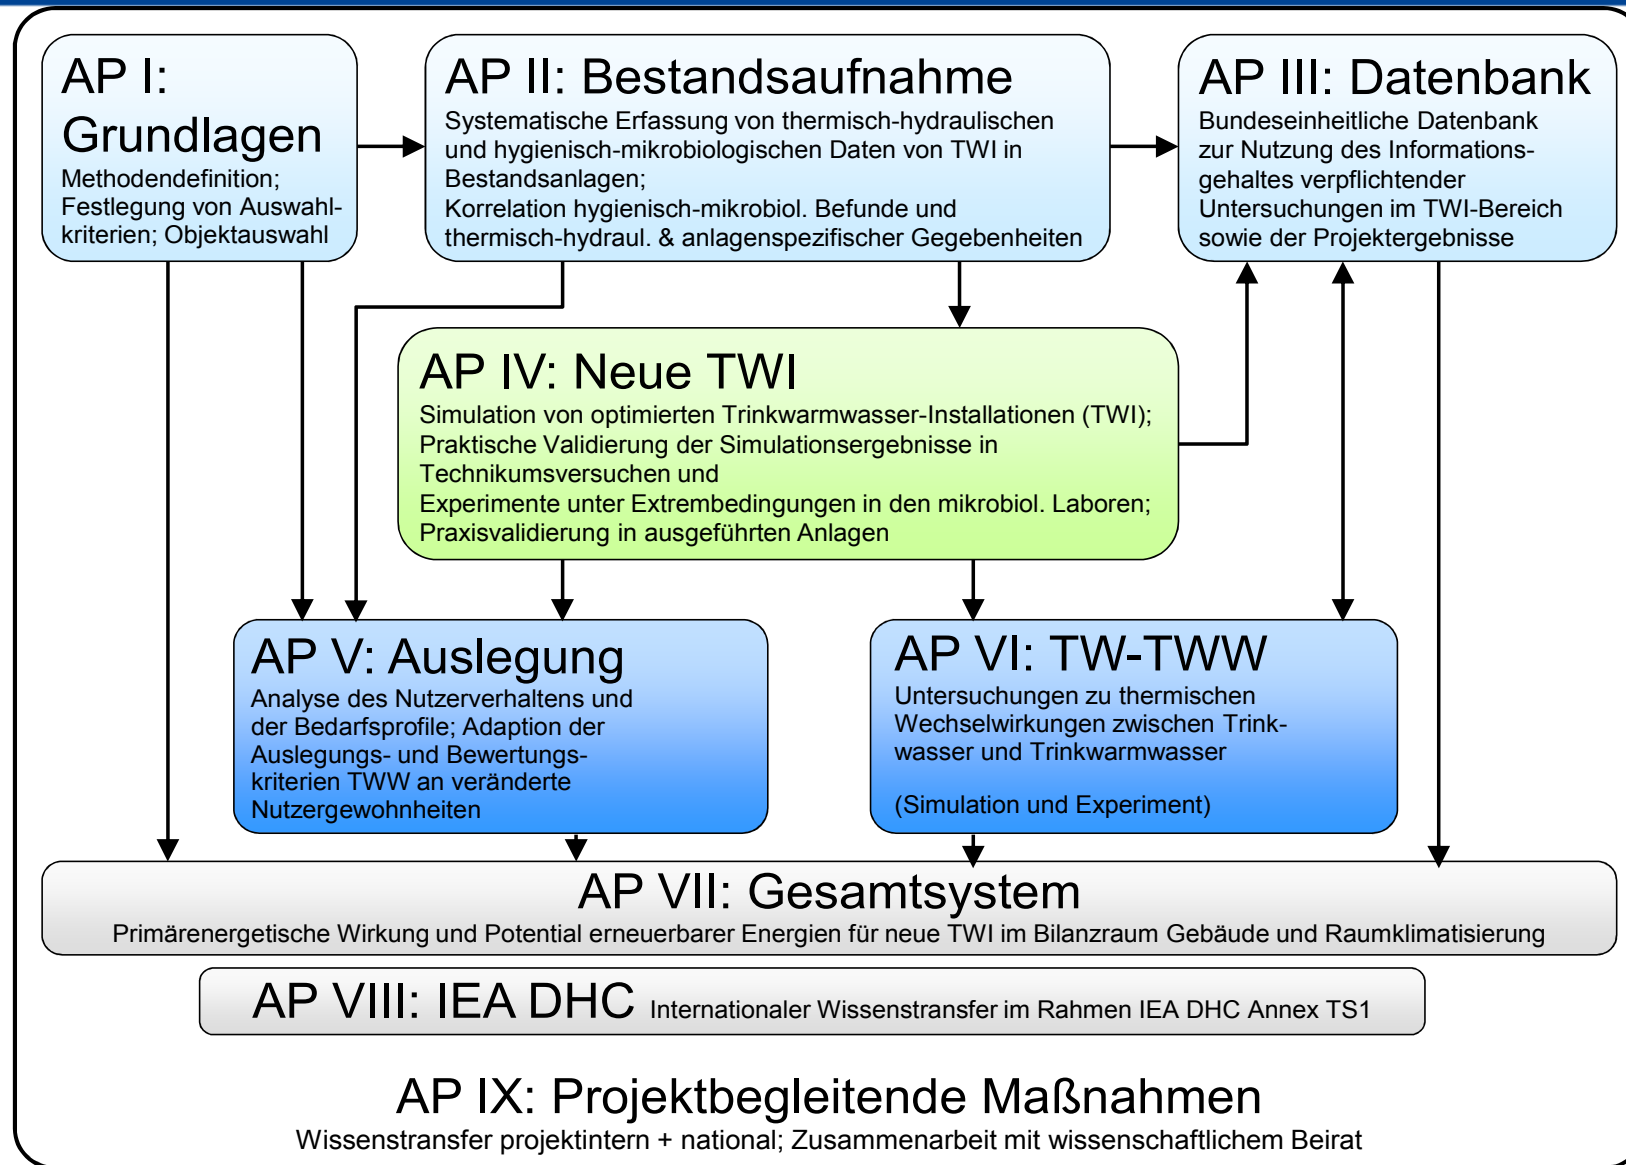 AP I:
Grundlagen
Methodendefinition;
Festlegung von Auswahl-
kriterien; Objektauswahl
AP II: Bestandsaufnahme
Systematische Erfassung von thermisch-hydraulischen
und hygienisch-mikrobiologischen Daten von TWI in
Bestandsanlagen;
Korrelation hygienisch-mikrobiol. Befunde und
thermisch-hydraul. & anlagenspezifischer Gegebenheiten
AP III: Datenbank
Bundeseinheitliche Datenbank
zur Nutzung des Informations-
gehaltes verpflichtender
Untersuchungen im TWI-Bereich
sowie der Projektergebnisse
AP IV: Neue TWI
Simulation von optimierten Trinkwarmwasser-Installationen (TWI);
Praktische Validierung der Simulationsergebnisse in
Technikumsversuchen und
Experimente unter Extrembedingungen in den mikrobiol. Laboren;
Praxisvalidierung in ausgeführten Anlagen
AP V: Auslegung
Analyse des Nutzerverhaltens und
der Bedarfsprofile; Adaption der
Auslegungs- und Bewertungs-
kriterien TWW an veränderte
Nutzergewohnheiten
AP VI: TW-TWW
Untersuchungen zu thermischen
Wechselwirkungen zwischen Trink-
wasser und Trinkwarmwasser
(Simulation und Experiment)
AP VII: Gesamtsystem
Primärenergetische Wirkung und Potential erneuerbarer Energien für neue TWI im Bilanzraum Gebäude und Raumklimatisierung
AP VIII: IEA DHC Internationaler Wissenstransfer im Rahmen IEA DHC Annex TS1
AP IX: Projektbegleitende Maßnahmen
Wissenstransfer projektintern + national; Zusammenarbeit mit wissenschaftlichem Beirat